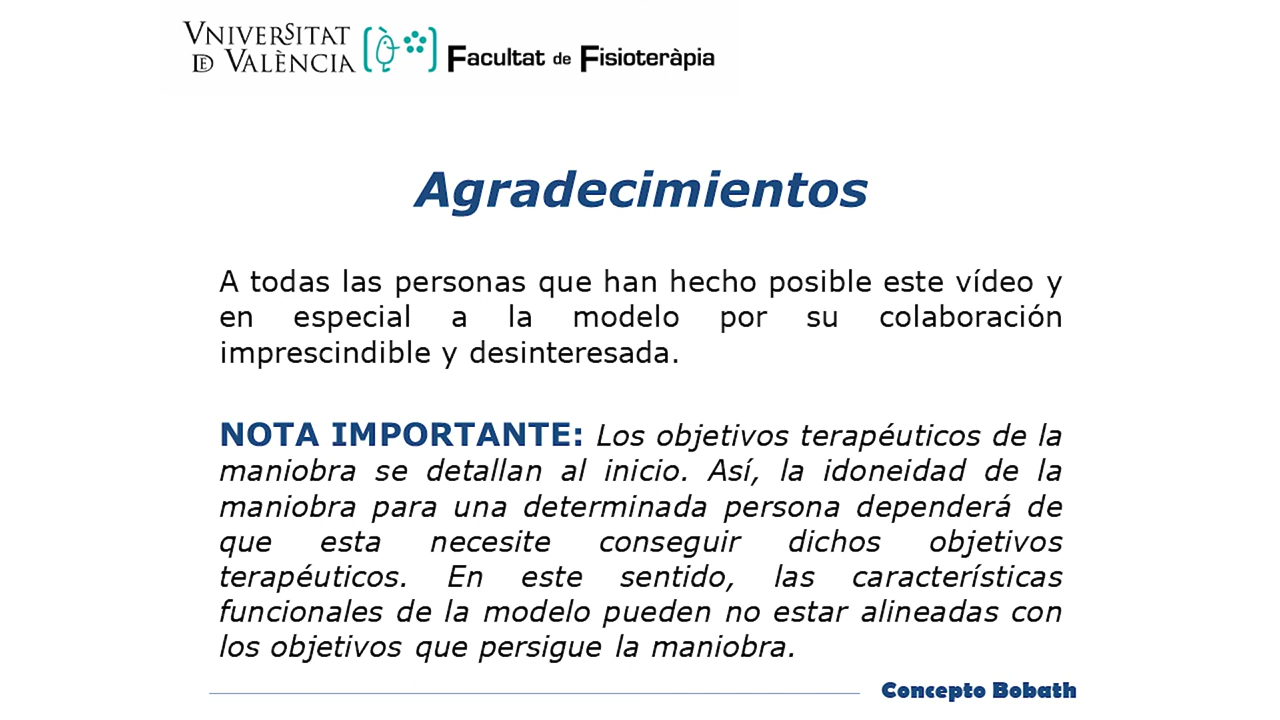 VNIVERSITAT
DE VALÈNCIA
Facultat de Fisioteràpia
Agradecimientos
A todas las personas que han hecho posible este vídeo y
en especial a la modelo por su colaboración
imprescindible y desinteresada.
NOTA IMPORTANTE: Los objetivos terapéuticos de la
maniobra se detallan al inicio. Así, la idoneidad de la
maniobra para una determinada persona dependerá de
que esta necesite conseguir dichos objetivos
terapéuticos. En este sentido, las características
funcionales de la modelo pueden no estar alineadas con
los objetivos que persigue la maniobra.
Concepto Bobath